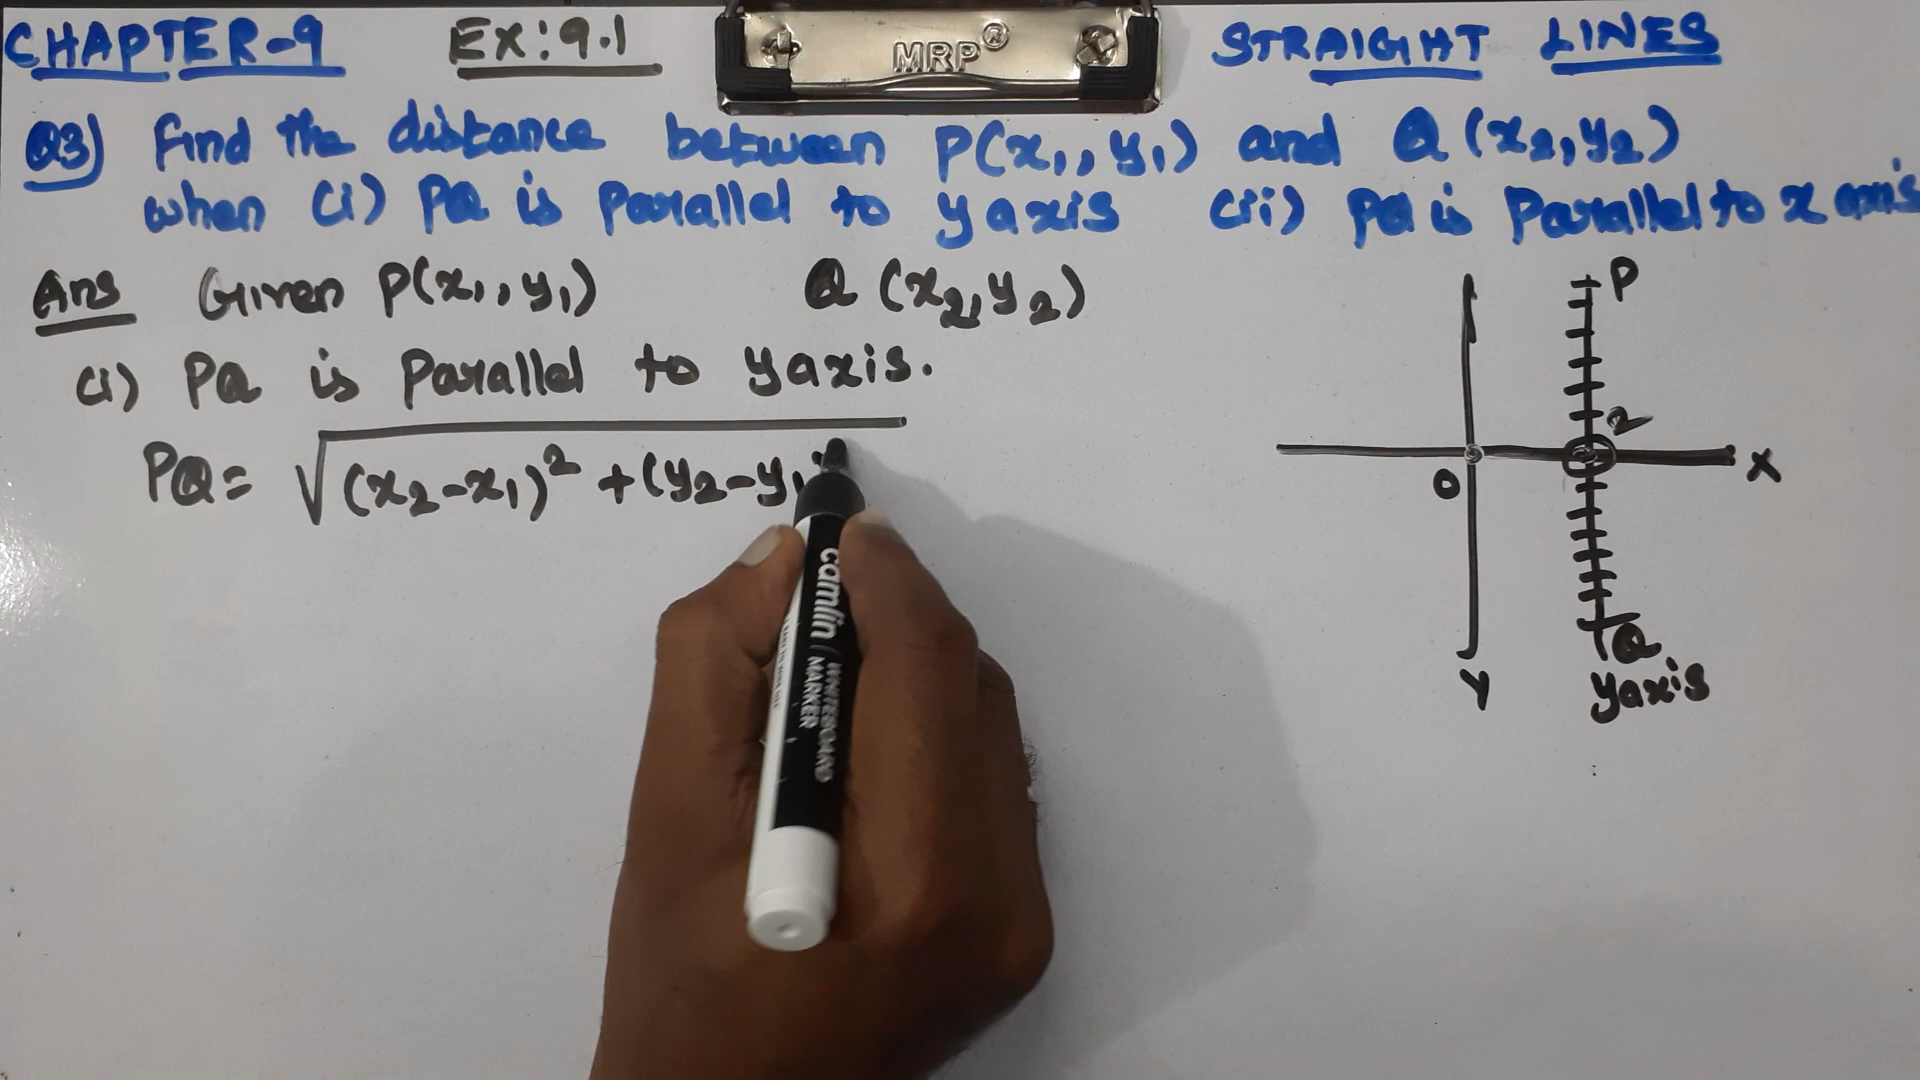 CHAPTER-9 EX:9.1 MRP® STRAIGHT LINES
Q3) Find the distance between P(x₁, y₁) and Q(x₂,y₂)
when (i) PQ is Parallel to y axis (ii) PQ is Parallel to x axis
Ans Given P(x₁, y₁) Q(x₂,y₂)
(i) PQ is Parallel to y axis.
PQ = √(x₂-x₁)² + (y₂-y₁
P
2
O X
Q
Y y axis
camlin WHITEBOARD MARKER